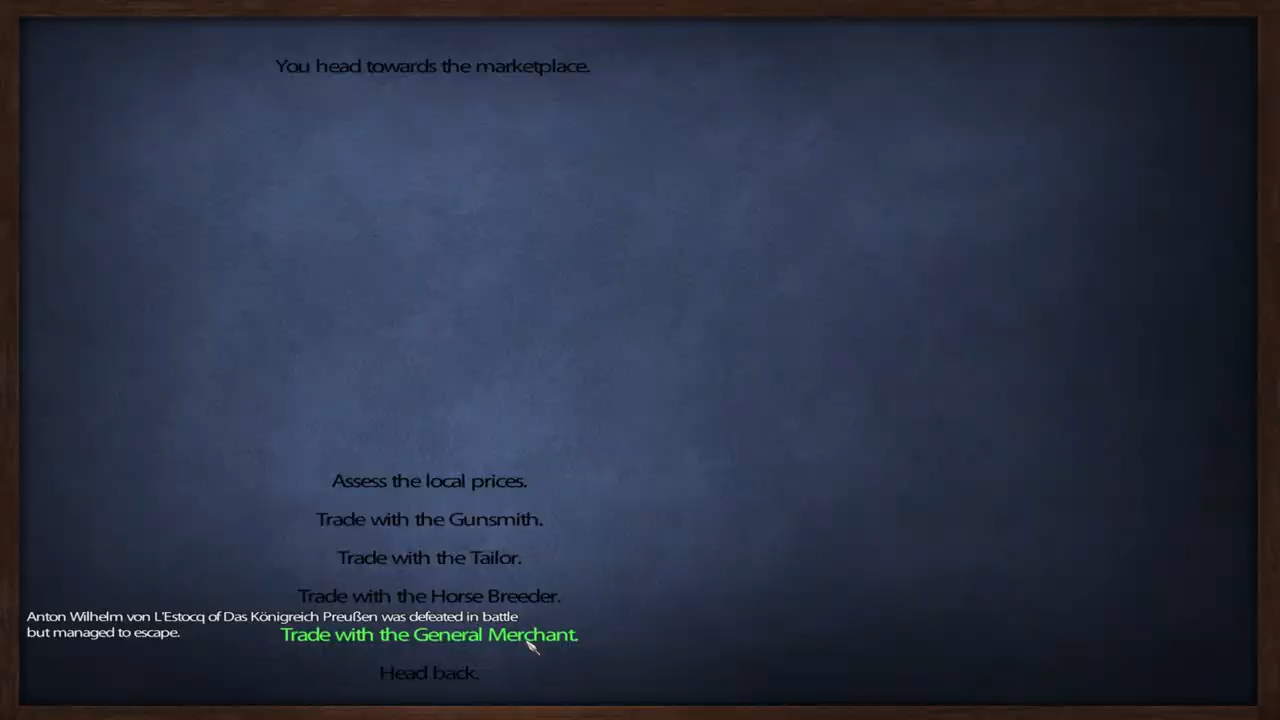 You head towards the marketplace.
Assess the local prices.
Trade with the Gunsmith.
Trade with the Tailor.
Trade with the Horse Breeder.
Anton Wilhelm von L'Estocq of Das Königreich Preußen was defeated in battle
but managed to escape.
Trade with the General Merchant.
Head back.